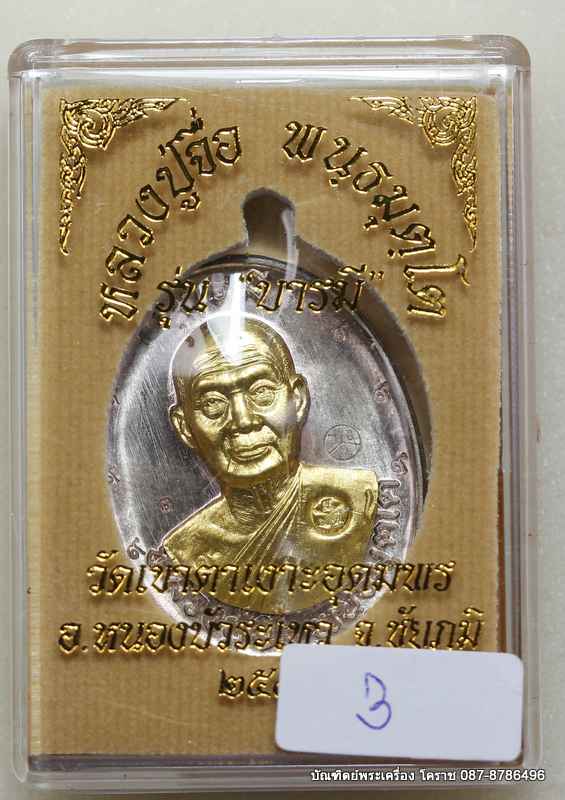 หลวงปู่จื่อ พนฺธมุตฺโต
รุ่น "บารมี"
วัดเขาตาเงาะอุดมพร
อ.หนองบัวระเหว จ.ชัยภูมิ
3
บัณฑิตย์พระเครื่อง โคราช 087-8786496